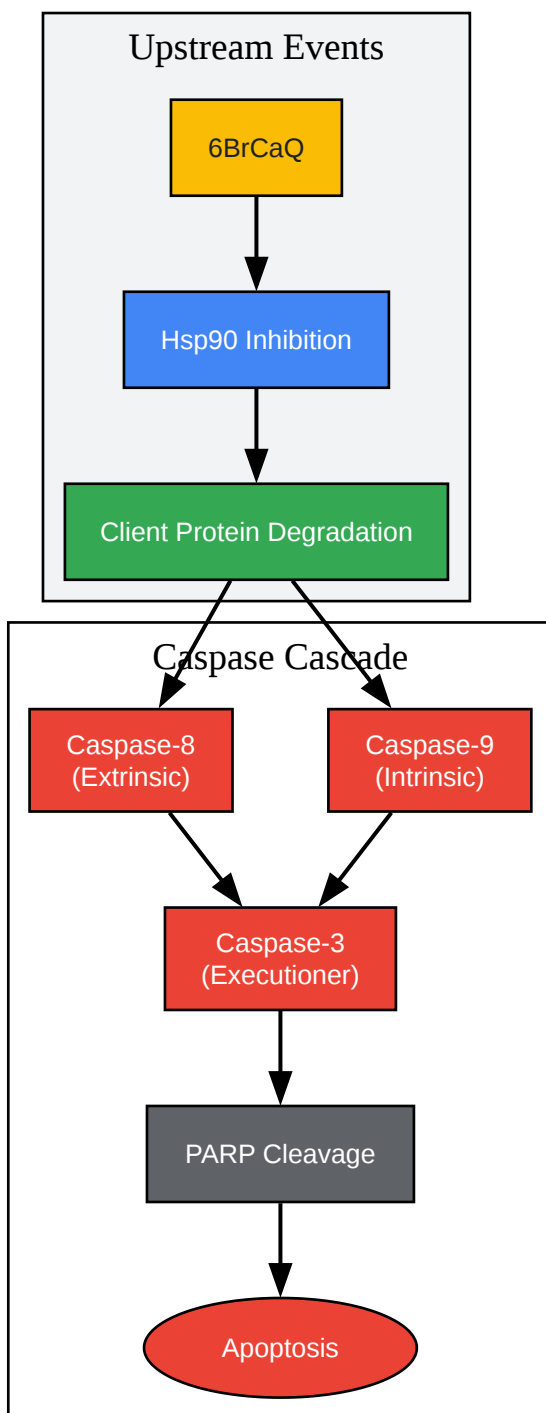 Upstream Events
6BrCaQ
Hsp90 Inhibition
Client Protein Degradation
Caspase Cascade
Caspase-8
(Extrinsic)
Caspase-9
(Intrinsic)
Caspase-3
(Executioner)
PARP Cleavage
Apoptosis